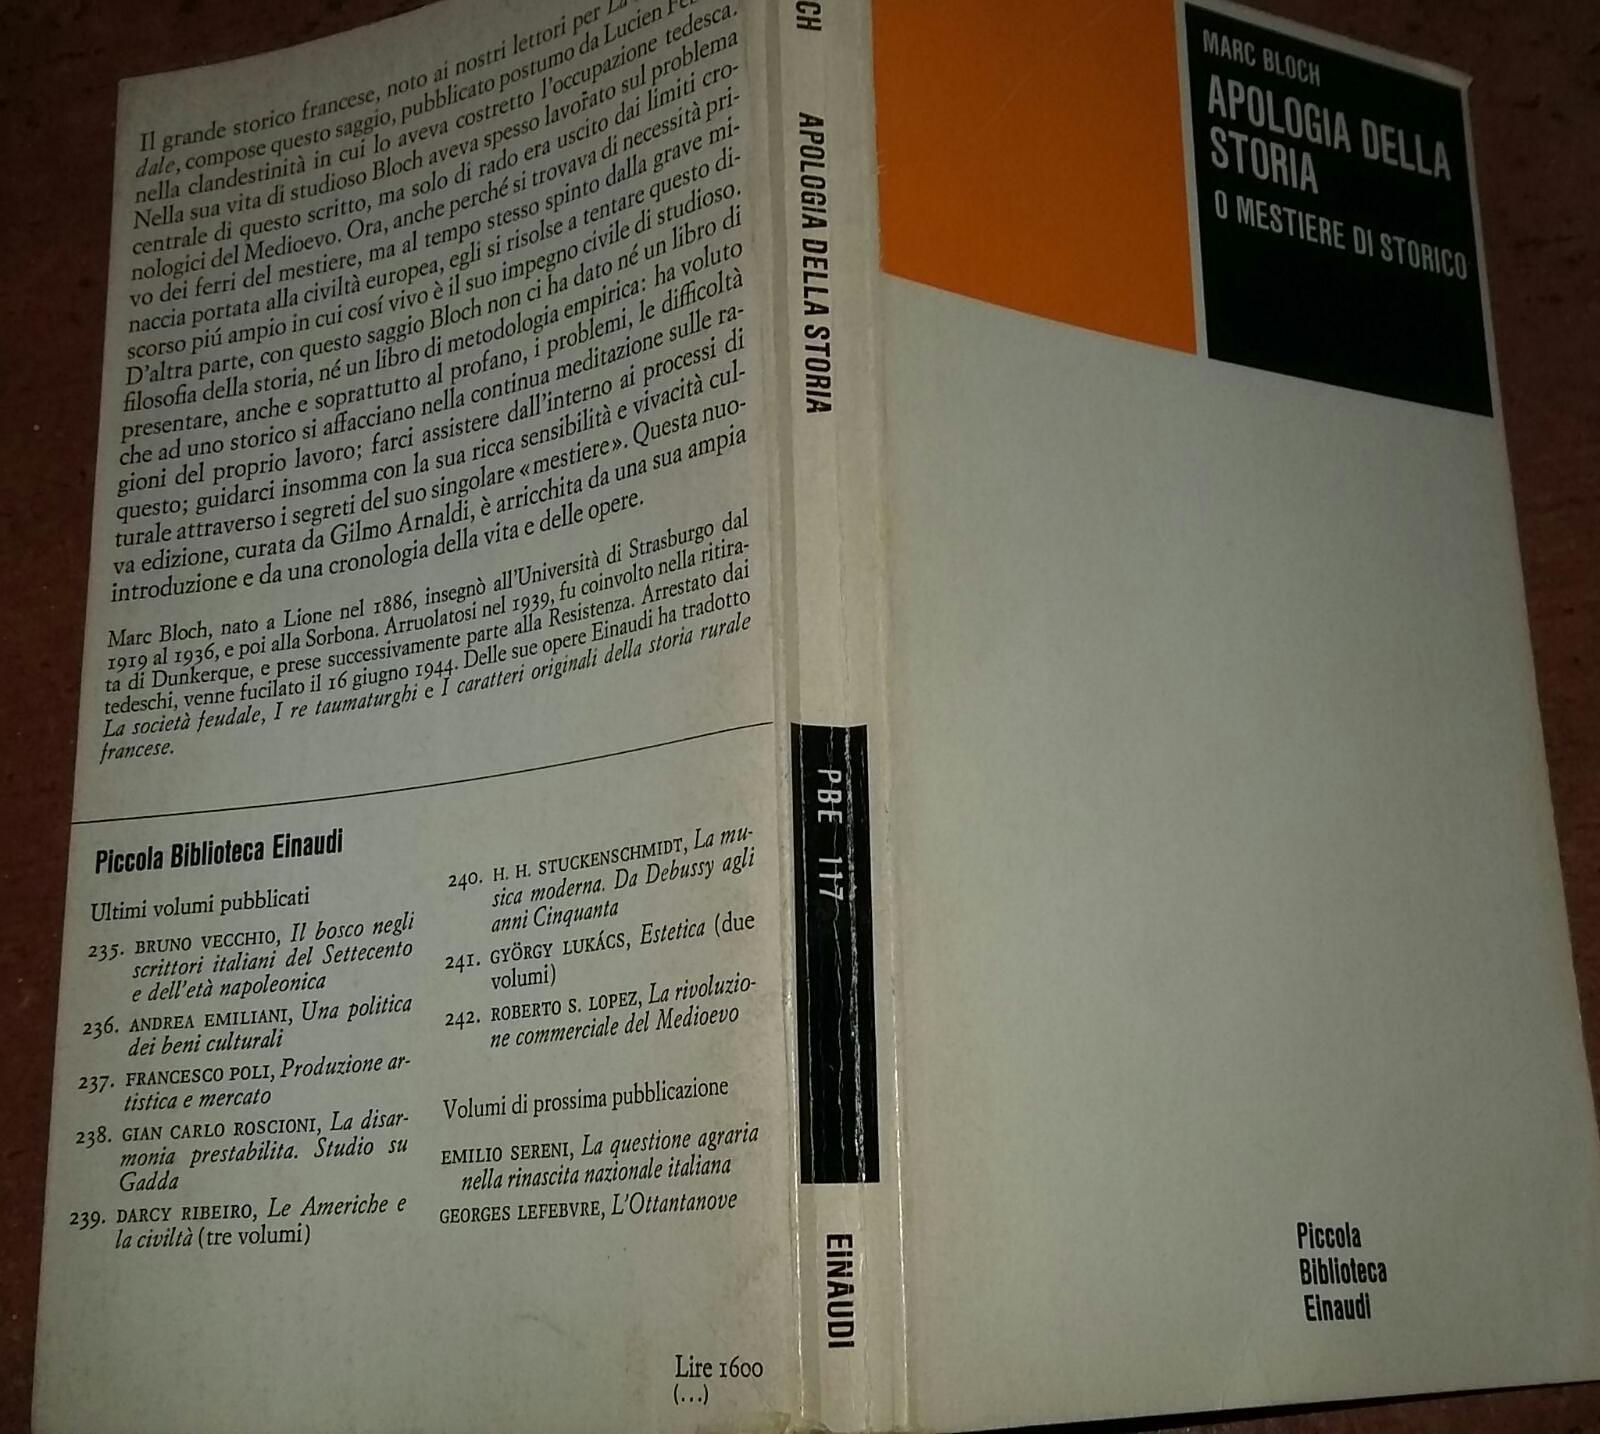 Il grande storico francese, noto ai nostri lettori per La
dale, compose questo saggio, pubblicato postumo da Lucien
nella clandestinità in cui lo aveva costretto l'occupazione tedesca.
Nella sua vita di studioso Bloch aveva spesso lavorato sul problema
centrale di questo scritto, ma solo di rado era uscito dai limiti cro-
nologici del Medioevo. Ora, anche perché si trovava di necessità pri-
vo dei ferri del mestiere, ma al tempo stesso spinto dalla grave mi-
naccia portata alla civiltà europea, egli si risolse a tentare questo di-
scorso piú ampio in cui cosí vivo è il suo impegno civile di studioso.
D'altra parte, con questo saggio Bloch non ci ha dato né un libro di
filosofia della storia, né un libro di metodologia empirica: ha voluto
presentare, anche e soprattutto al profano, i problemi, le difficoltà
che ad uno storico si affacciano nella continua meditazione sulle ra-
gioni del proprio lavoro; farci assistere dall'interno ai processi di
questo; guidarci insomma con la sua ricca sensibilità e vivacità cul-
turale attraverso i segreti del suo singolare «mestiere». Questa nuo-
va edizione, curata da Gilmo Arnaldi, è arricchita da una sua ampia
introduzione e da una cronologia della vita e delle opere.
Marc Bloch, nato a Lione nel 1886, insegnò all'Università di Strasburgo dal
1919 al 1936, e poi alla Sorbona. Arruolatosi nel 1939, fu coinvolto nella ritira-
ta di Dunkerque, e prese successivamente parte alla Resistenza. Arrestato dai
tedeschi, venne fucilato il 16 giugno 1944. Delle sue opere Einaudi ha tradotto
La società feudale, I re taumaturghi e I caratteri originali della storia rurale
francese.
Piccola Biblioteca Einaudi
Ultimi volumi pubblicati
235. BRUNO VECCHIO, Il bosco negli
scrittori italiani del Settecento
e dell'età napoleonica
236. ANDREA EMILIANI, Una politica
dei beni culturali
237. FRANCESCO POLI, Produzione ar-
tistica e mercato
238. GIAN CARLO ROSCIONI, La disar-
monia prestabilita. Studio su
Gadda
239. DARCY RIBEIRO, Le Americhe e
la civiltà (tre volumi)
240. H. H. STUCKENSCHMIDT, La mu-
sica moderna. Da Debussy agli
anni Cinquanta
241. GYÖRGY LUKÁCS, Estetica (due
volumi)
242. ROBERTO S. LOPEZ, La rivoluzio-
ne commerciale del Medioevo
Volumi di prossima pubblicazione
EMILIO SERENI, La questione agraria
nella rinascita nazionale italiana
GEORGES LEFEBVRE, L'Ottantanove
Lire 1600
(...)
CH APOLOGIA DELLA STORIA
PBE 117
EINAUDI
MARC BLOCH
APOLOGIA DELLA
STORIA
O MESTIERE DI STORICO
Piccola
Biblioteca
Einaudi